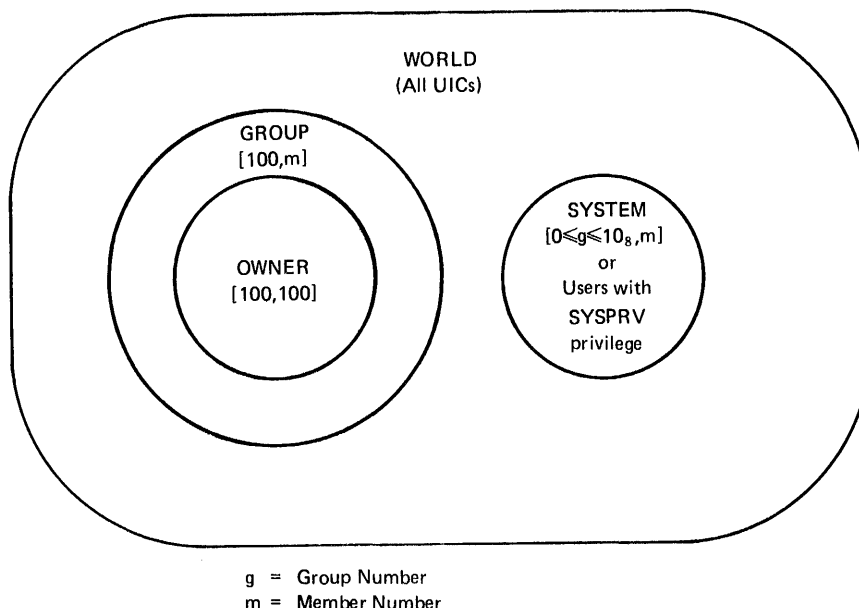 WORLD
(All UICs)
GROUP
[100,m]
OWNER
[100,100]
SYSTEM
[0⩽g⩽10₈,m]
or
Users with
SYSPRV
privilege
g = Group Number
m = Member Number